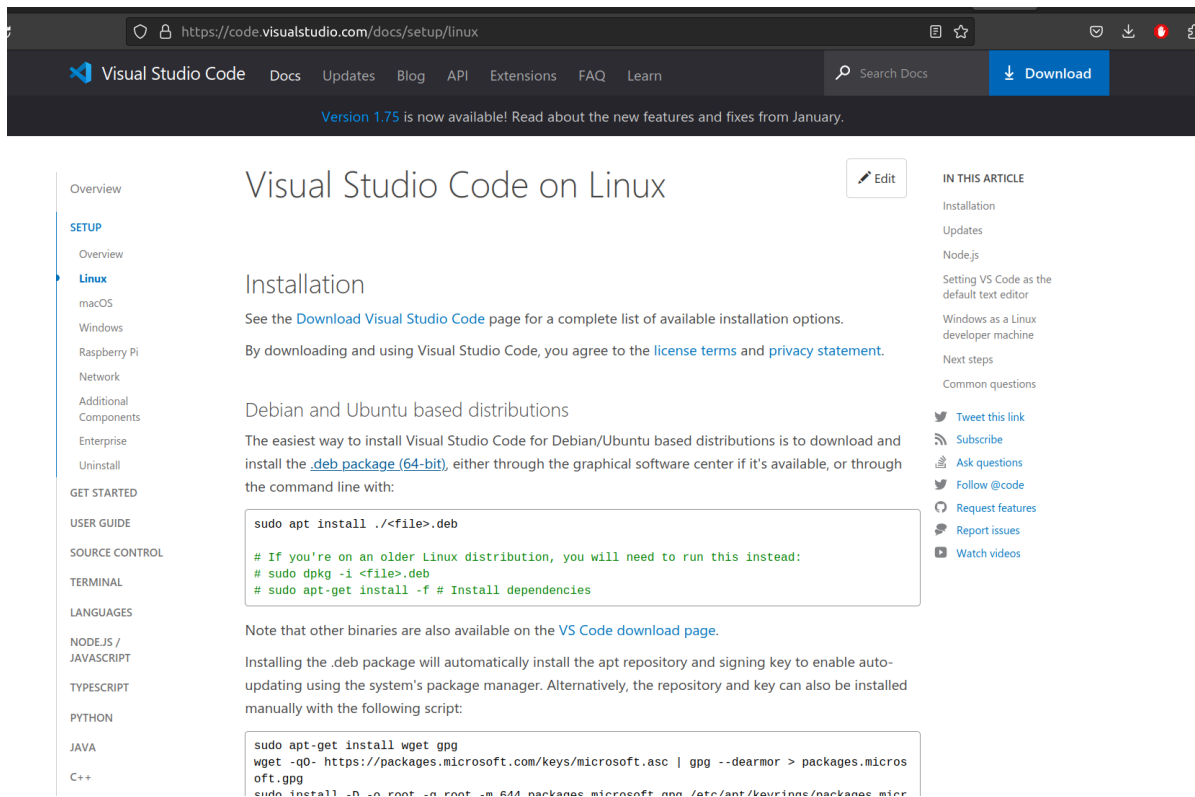 https://code.visualstudio.com/docs/setup/linux
Visual Studio Code
Docs
Updates
Blog
API
Extensions
FAQ
Learn
Search Docs
Download
Version 1.75 is now available! Read about the new features and fixes from January.
Overview
SETUP
Overview
Linux
macOS
Windows
Raspberry Pi
Network
Additional
Components
Enterprise
Uninstall
GET STARTED
USER GUIDE
SOURCE CONTROL
TERMINAL
LANGUAGES
NODE.JS /
JAVASCRIPT
TYPESCRIPT
PYTHON
JAVA
C++
Visual Studio Code on Linux
Edit
Installation
See the Download Visual Studio Code page for a complete list of available installation options.
By downloading and using Visual Studio Code, you agree to the license terms and privacy statement.
Debian and Ubuntu based distributions
The easiest way to install Visual Studio Code for Debian/Ubuntu based distributions is to download and
install the .deb package (64-bit), either through the graphical software center if it's available, or through
the command line with:
sudo apt install ./<file>.deb
# If you're on an older Linux distribution, you will need to run this instead:
# sudo dpkg -i <file>.deb
# sudo apt-get install -f # Install dependencies
Note that other binaries are also available on the VS Code download page.
Installing the .deb package will automatically install the apt repository and signing key to enable auto-
updating using the system's package manager. Alternatively, the repository and key can also be installed
manually with the following script:
sudo apt-get install wget gpg
wget -qO- https://packages.microsoft.com/keys/microsoft.asc | gpg --dearmor > packages.micros
oft.gpg
sudo install -D -o root -g root -m 644 packages.microsoft.gpg /etc/apt/keyrings/packages.micr
IN THIS ARTICLE
Installation
Updates
Node.js
Setting VS Code as the
default text editor
Windows as a Linux
developer machine
Next steps
Common questions
Tweet this link
Subscribe
Ask questions
Follow @code
Request features
Report issues
Watch videos